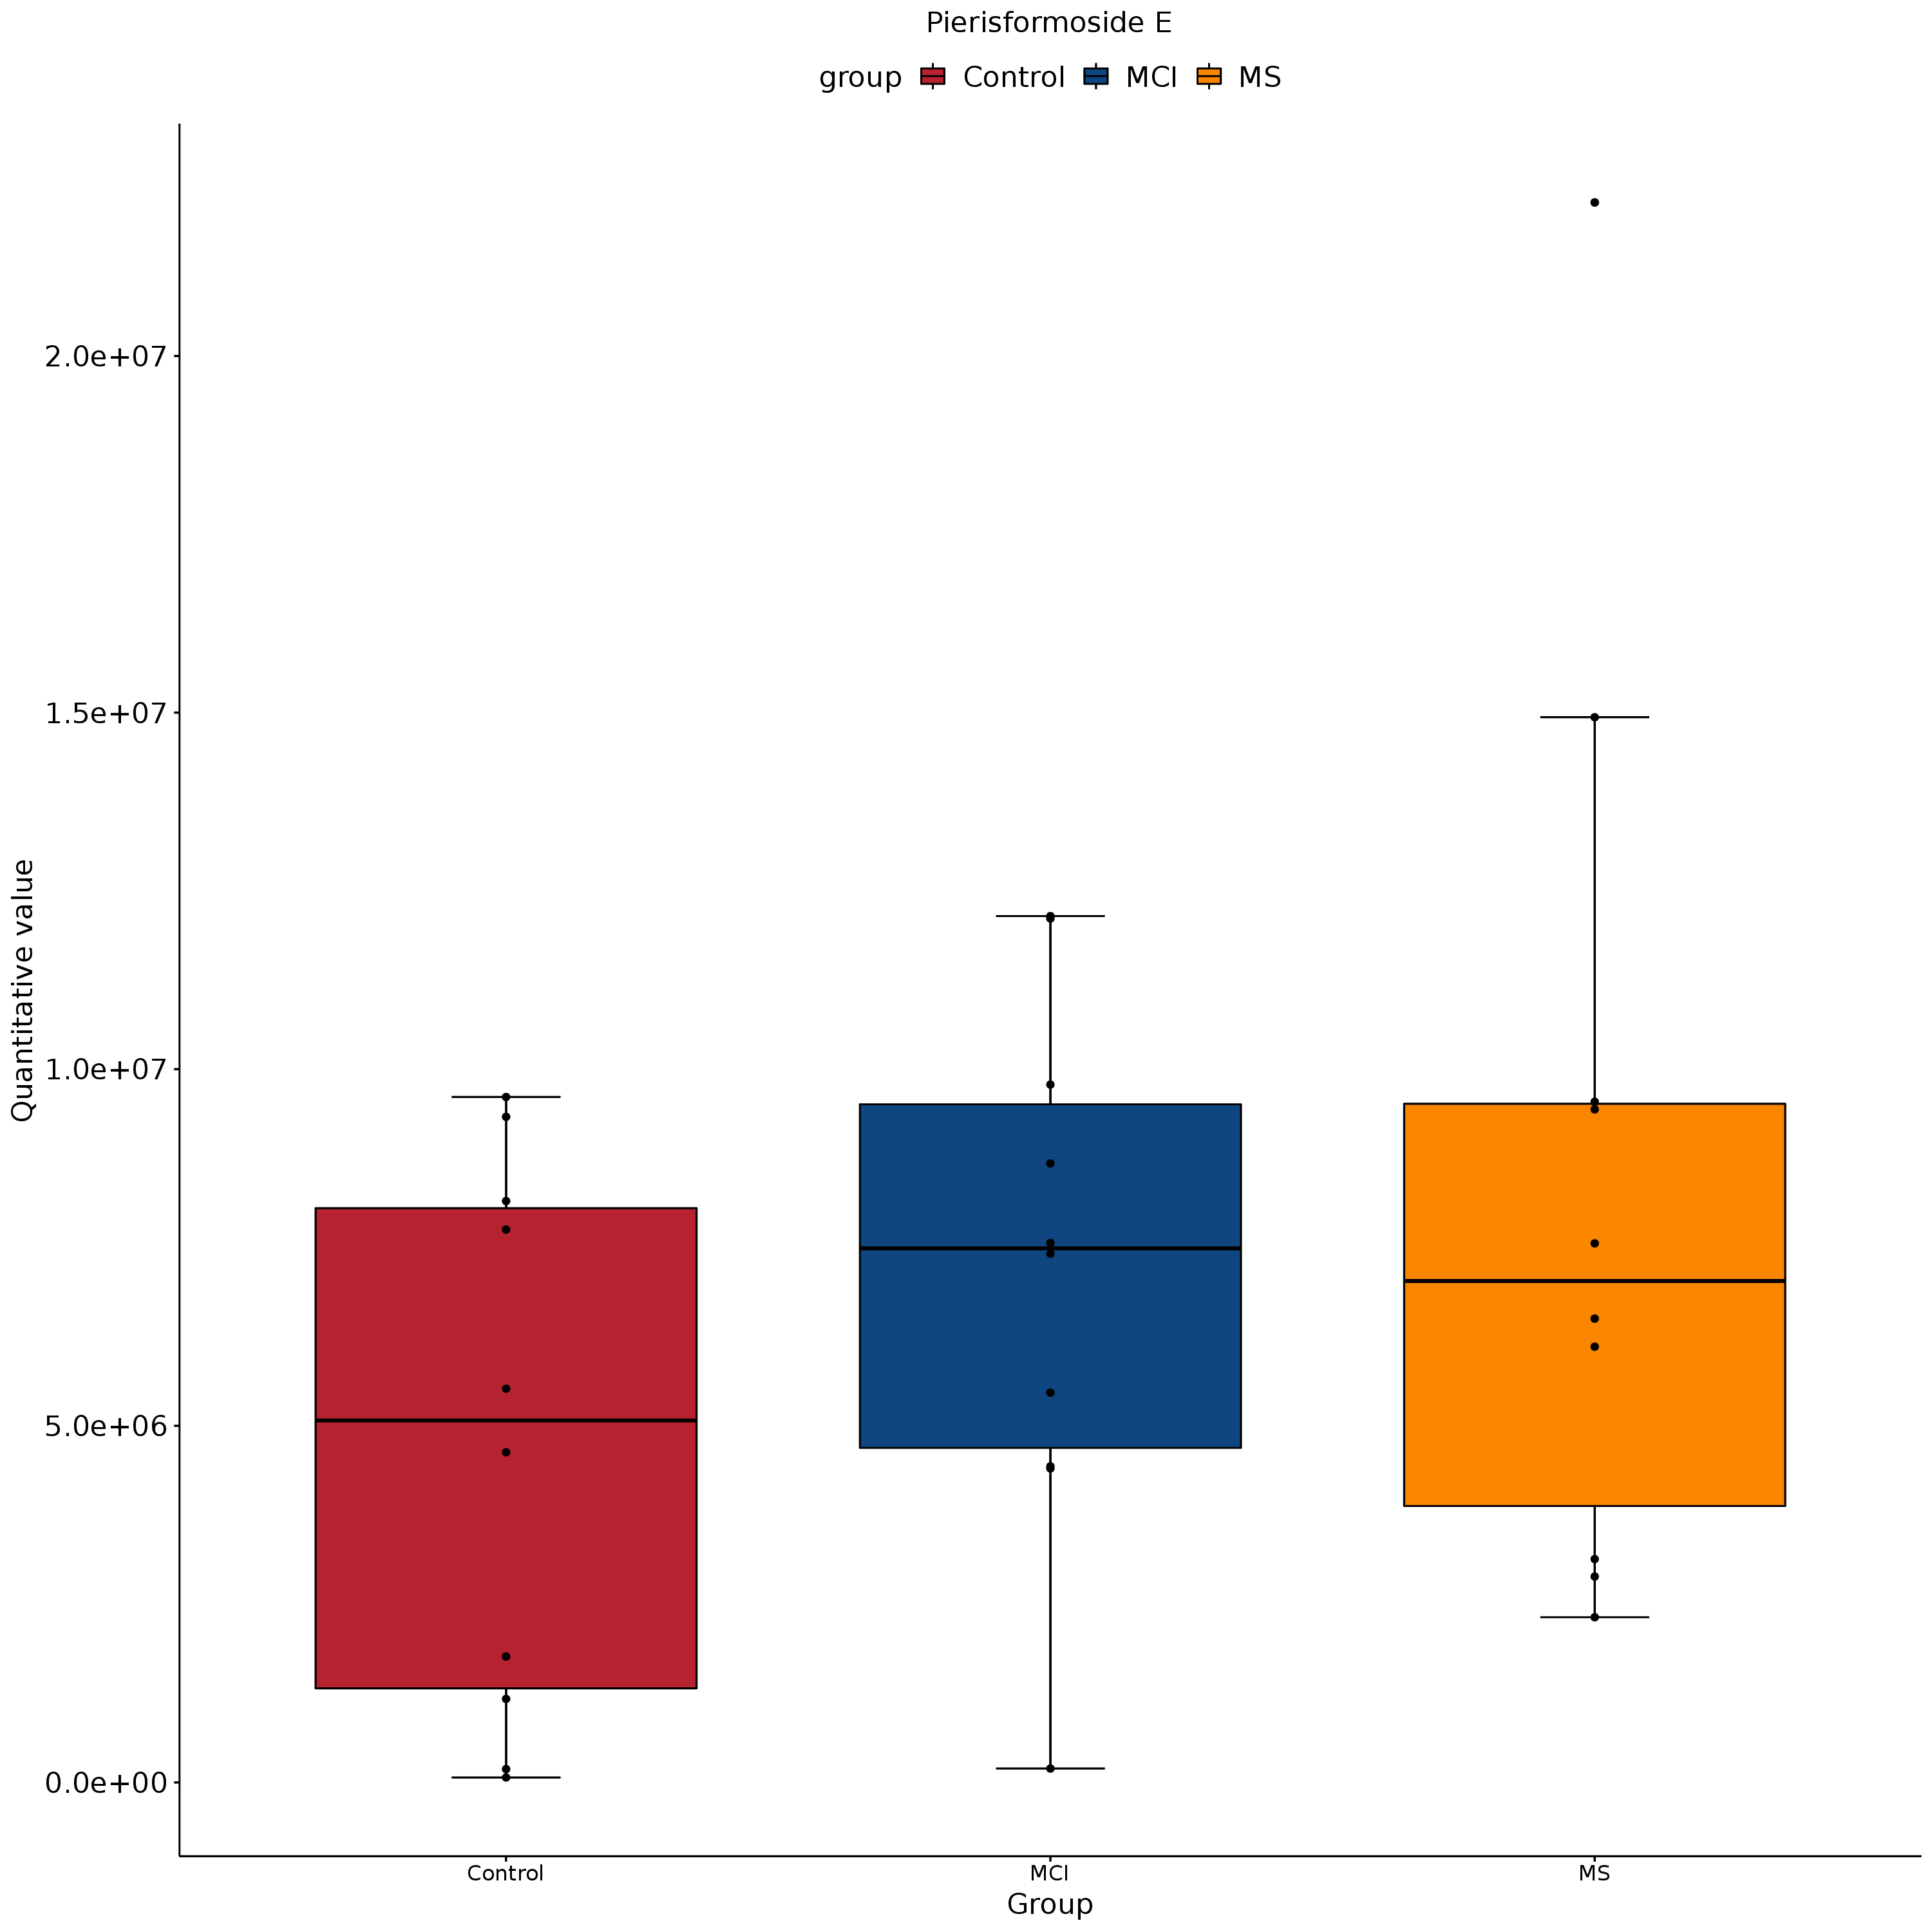 Pierisformoside E
group Control MCI MS
Quantitative value
2.0e+07
1.5e+07
1.0e+07
5.0e+06
0.0e+00
Control MCI MS
Group